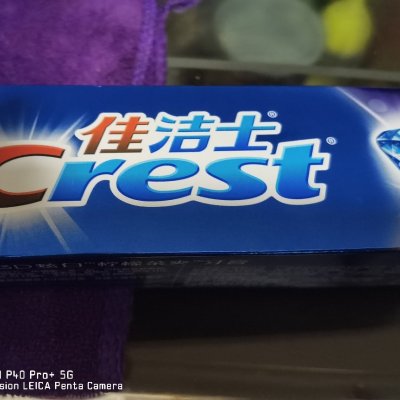 佳洁士®
Crest®
P40 Pro+ 5G
LEICA Penta Camera